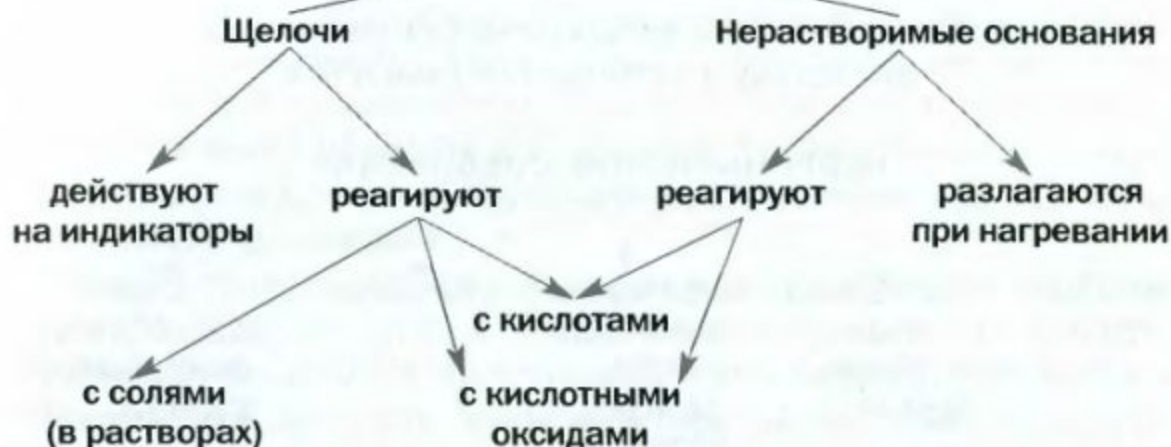 Щелочи
Нерастворимые основания
действуют
на индикаторы
реагируют
реагируют
разлагаются
при нагревании
с кислотами
с солями
(в растворах)
с кислотными
оксидами